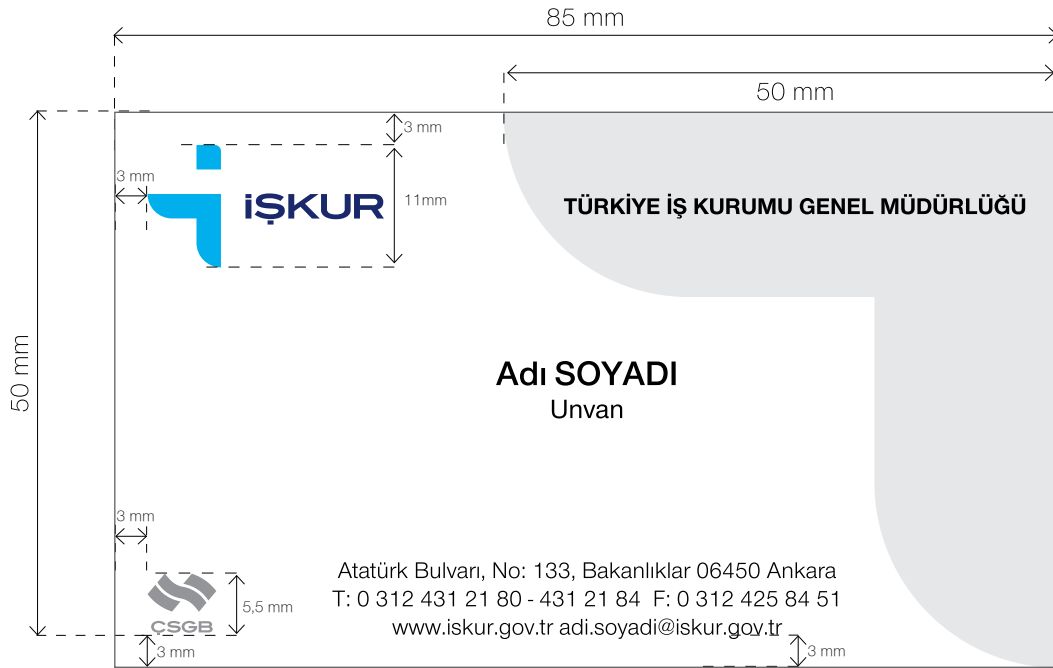 85 mm
50 mm
3 mm
3 mm
11mm
iŞKUR
TÜRKİYE İŞ KURUMU GENEL MÜDÜRLÜĞÜ
50 mm
Adı SOYADI
Unvan
3 mm
Atatürk Bulvarı, No: 133, Bakanlıklar 06450 Ankara
T: 0 312 431 21 80 - 431 21 84 F: 0 312 425 84 51
www.iskur.gov.tr adi.soyadi@iskur.gov.tr
5,5 mm
ÇSGB
3 mm
3 mm